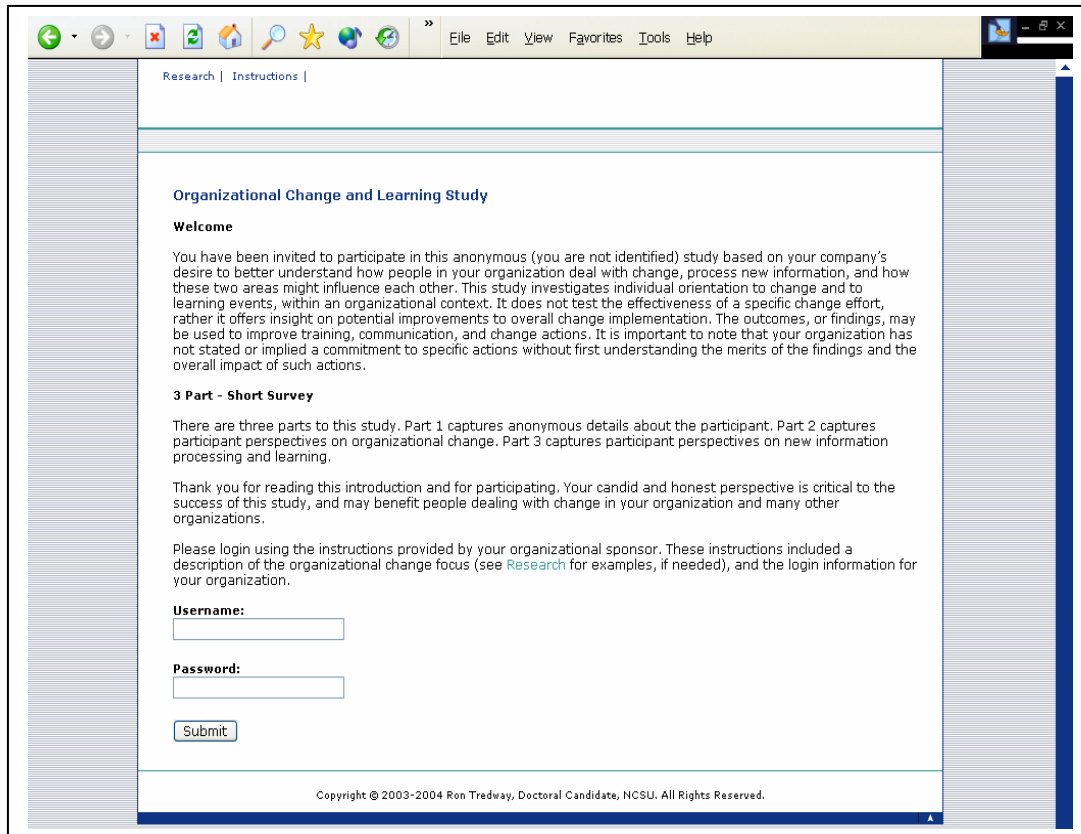 »
File Edit View Favorites Tools Help
Research | Instructions |
Organizational Change and Learning Study
Welcome
You have been invited to participate in this anonymous (you are not identified) study based on your company's
desire to better understand how people in your organization deal with change, process new information, and how
these two areas might influence each other. This study investigates individual orientation to change and to
learning events, within an organizational context. It does not test the effectiveness of a specific change effort,
rather it offers insight on potential improvements to overall change implementation. The outcomes, or findings, may
be used to improve training, communication, and change actions. It is important to note that your organization has
not stated or implied a commitment to specific actions without first understanding the merits of the findings and the
overall impact of such actions.
3 Part - Short Survey
There are three parts to this study. Part 1 captures anonymous details about the participant. Part 2 captures
participant perspectives on organizational change. Part 3 captures participant perspectives on new information
processing and learning.
Thank you for reading this introduction and for participating. Your candid and honest perspective is critical to the
success of this study, and may benefit people dealing with change in your organization and many other
organizations.
Please login using the instructions provided by your organizational sponsor. These instructions included a
description of the organizational change focus (see Research for examples, if needed), and the login information for
your organization.
Username:
Password:
Submit
Copyright © 2003-2004 Ron Tredway, Doctoral Candidate, NCSU. All Rights Reserved.